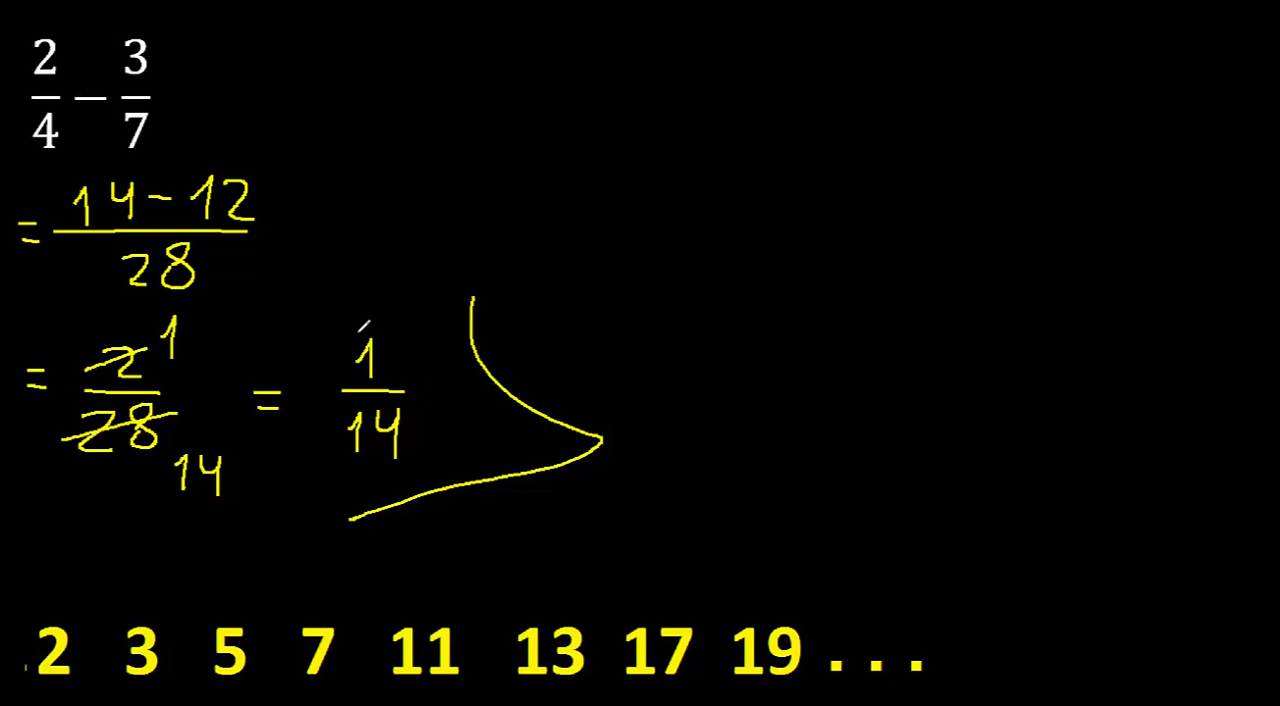 2/4 − 3/7
= 14 - 12 / 28
= 2/28 1 14 = 1/14
2 3 5 7 11 13 17 19 . . .